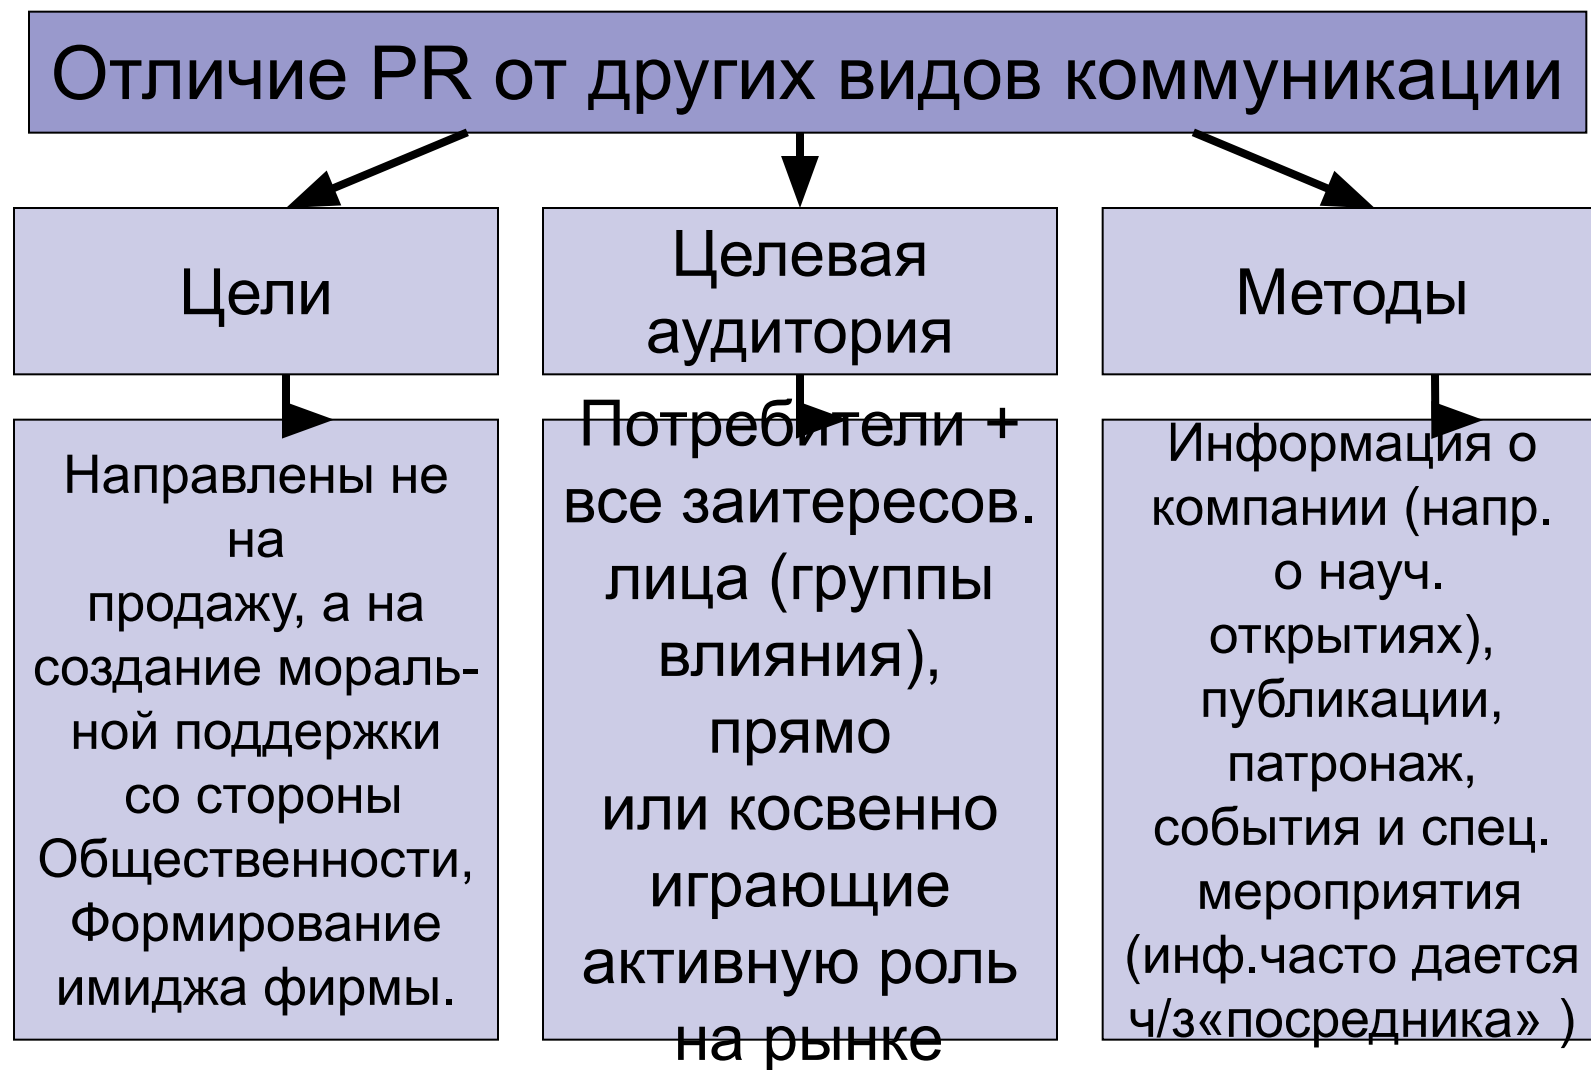 Отличие PR от других видов коммуникации
Цели
Целевая
аудитория
Методы
Направлены не
на
продажу, а на
создание мораль-
ной поддержки
со стороны
Общественности,
Формирование
имиджа фирмы.
Потребители +
все заитересов.
лица (группы
влияния),
прямо
или косвенно
играющие
активную роль
на рынке
Информация о
компании (напр.
о науч.
открытиях),
публикации,
патронаж,
события и спец.
мероприятия
(инф.часто дается
ч/з«посредника» )